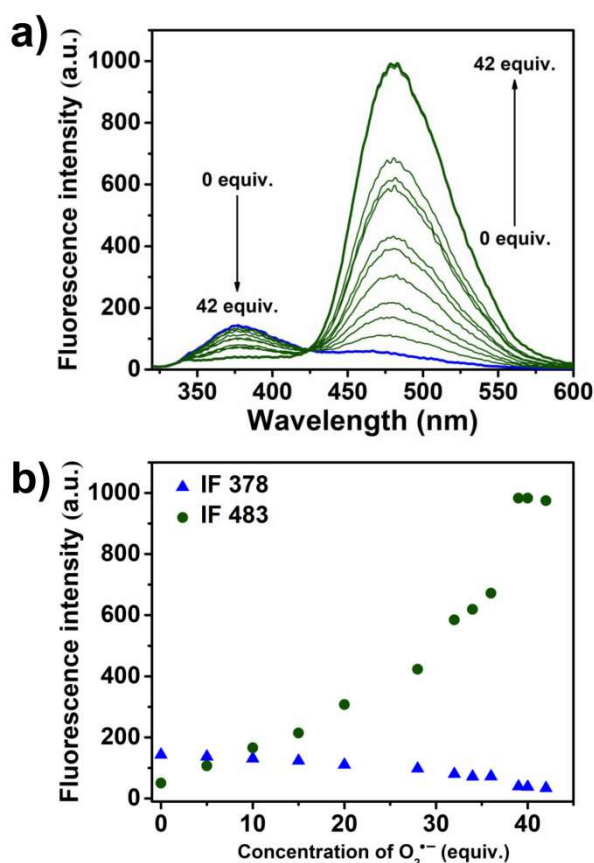 a)
Fluorescence intensity (a.u.)
1000
800
600
400
200
0
0 equiv.
42 equiv.
42 equiv.
0 equiv.
350 400 450 500 550 600
Wavelength (nm)
b)
Fluorescence intensity (a.u.)
1000
800
600
400
200
0
IF 378
IF 483
0 10 20 30 40
Concentration of O₂•− (equiv.)